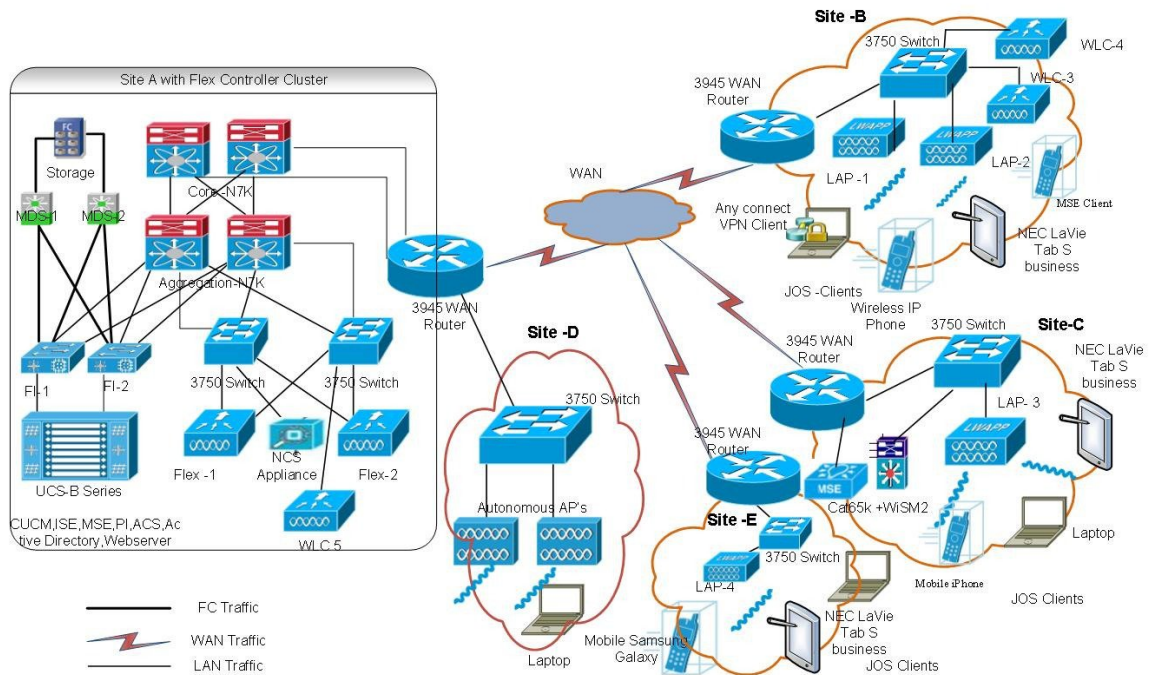 Site A with Flex Controller Cluster
FC
Storage
MDS-1
MDS-2
Core-N7K
Aggregation-N7K
FI-1
FI-2
3750 Switch
3750 Switch
UCS-B Series
Flex -1
NCS
Appliance
Flex-2
WLC 5
CUCM,ISE,MSE,PI,ACS,Ac
tive Directory,Webserver
3945 WAN
Router
WAN
Site -B
3750 Switch
WLC-4
WLC-3
3945 WAN
Router
LWAPP
LWAPP
LAP -1
LAP-2
MSE Client
Any connect
VPN Client
NEC LaVie
Tab S
business
JOS -Clients
Wireless IP
Phone
Site -D
3750 Switch
Autonomous AP's
Laptop
3750 Switch
Site-C
NEC LaVie
Tab S
business
3945 WAN
Router
LAP- 3
LWAPP
MSE
Cat65k +WiSM2
Laptop
Mobile iPhone
JOS Clients
3945 WAN
Router
Site -E
3750 Switch
LWAPP
LAP-4
Mobile Samsung
Galaxy
NEC LaVie
Tab S
business
JOS Clients
FC Traffic
WAN Traffic
LAN Traffic